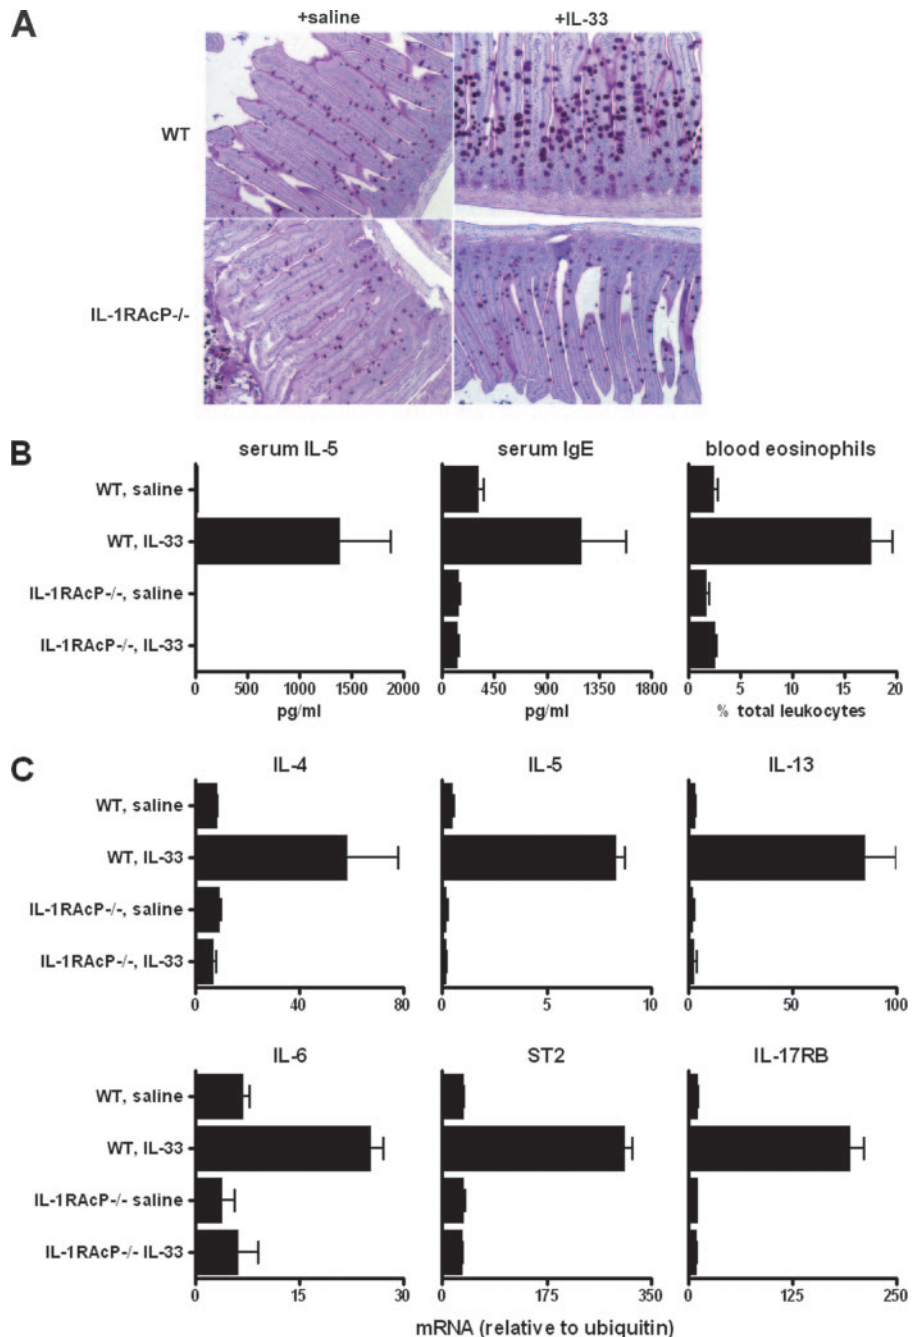 A
+saline +IL-33
WT
IL-1RAcP-/-
B
serum IL-5 serum IgE blood eosinophils
WT, saline
WT, IL-33
IL-1RAcP-/-, saline
IL-1RAcP-/-, IL-33
0 500 1000 1500 2000 0 450 900 1350 1800 0 5 10 15 20
pg/ml pg/ml % total leukocytes
C
IL-4 IL-5 IL-13
WT, saline
WT, IL-33
IL-1RAcP-/-, saline
IL-1RAcP-/-, IL-33
0 40 80 0 5 10 0 50 100
IL-6 ST2 IL-17RB
WT, saline
WT, IL-33
IL-1RAcP-/- saline
IL-1RAcP-/- IL-33
0 15 30 0 175 350 0 125 250
mRNA (relative to ubiquitin)